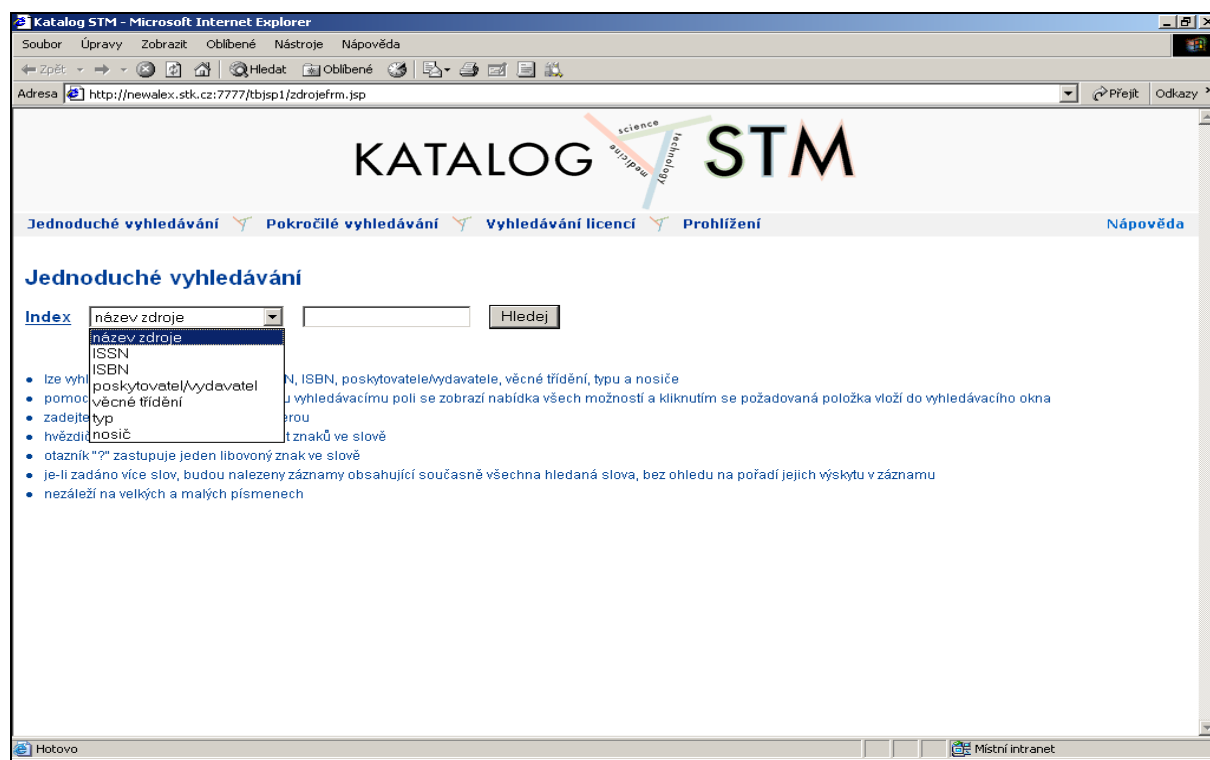 Katalog STM - Microsoft Internet Explorer
Soubor Úpravy Zobrazit Oblíbené Nástroje Nápověda
Zpět Hledat Oblíbené
Adresa http://newalex.stk.cz:7777/tbjsp1/zdrojefrm.jsp Přejít Odkazy
KATALOG science technology medicine STM
Jednoduché vyhledávání Pokročilé vyhledávání Vyhledávání licencí Prohlížení Nápověda
Jednoduché vyhledávání
Index název zdroje Hledej
název zdroje
ISSN
ISBN
poskytovatel/vydavatel
věcné třídění
typ
nosič
lze N, ISBN, poskytovatele/vydavatele, věcné třídění, typu a nosiče
u vyhledávacímu poli se zobrazí nabídka všech možností a kliknutím se požadovaná položka vloží do vyhledávacího okna
zadejte erou
t znaků ve slově
otazník "?" zastupuje jeden libovoný znak ve slově
je-li zadáno více slov, budou nalezeny záznamy obsahující současně všechna hledaná slova, bez ohledu na pořadí jejich výskytu v záznamu
nezáleží na velkých a malých písmenech
Hotovo Místní intranet